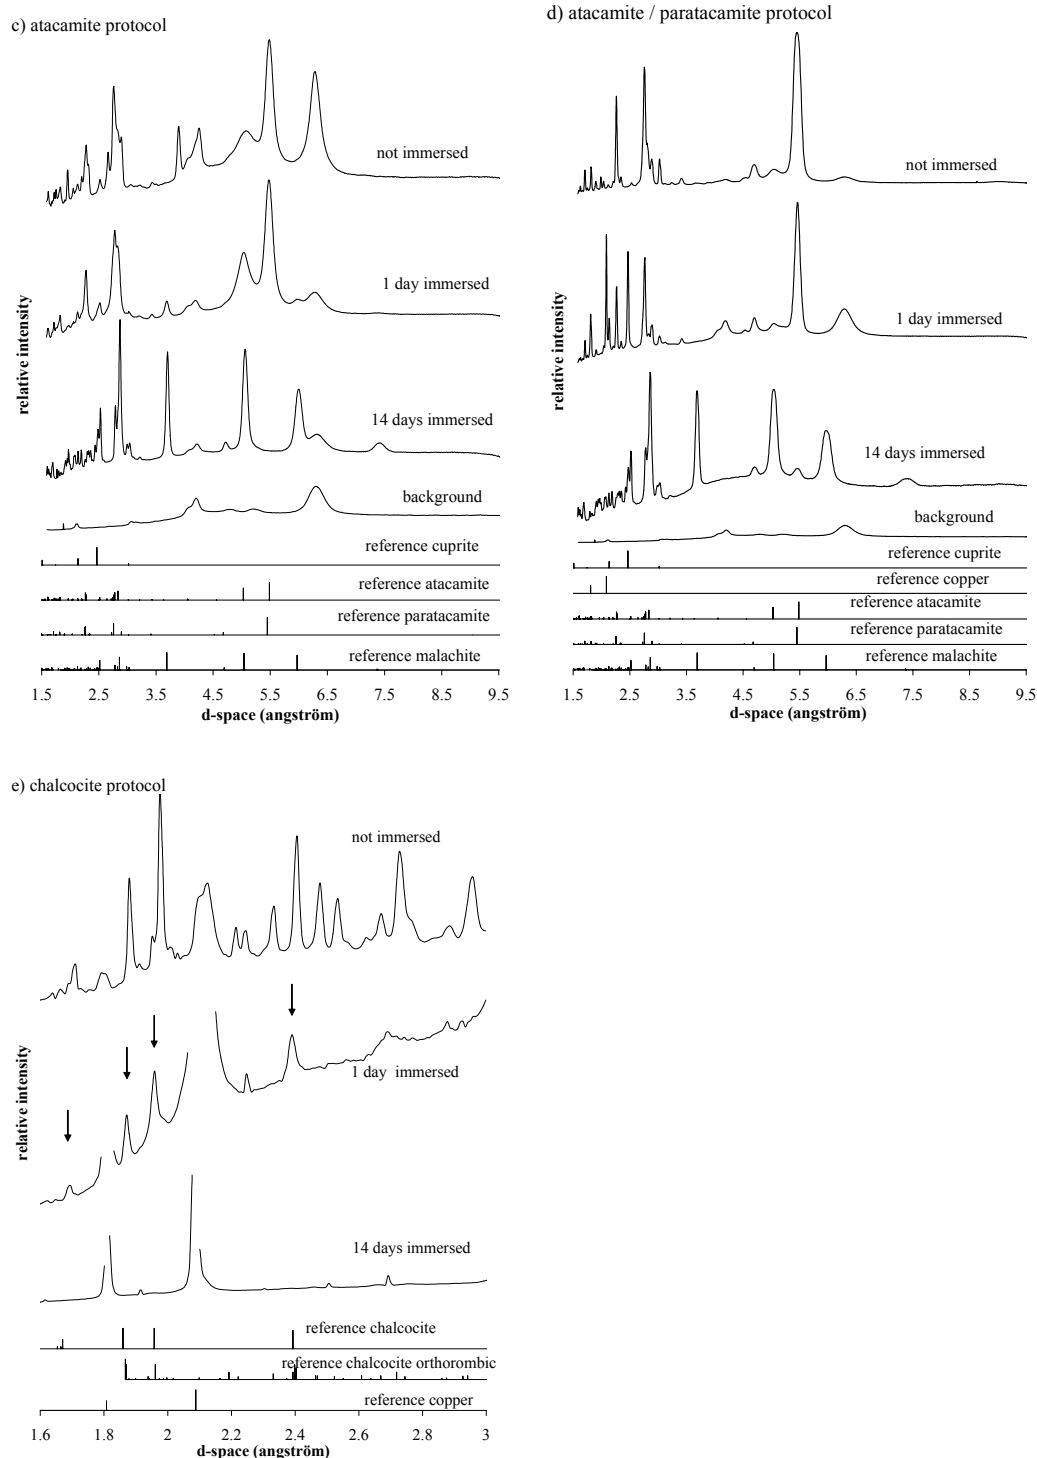 c) atacamite protocol
not immersed
1 day immersed
14 days immersed
background
reference cuprite
reference atacamite
reference paratacamite
reference malachite
relative intensity
1.5 2.5 3.5 4.5 5.5 6.5 7.5 8.5 9.5
d-space (angström)
d) atacamite / paratacamite protocol
not immersed
1 day immersed
14 days immersed
background
reference cuprite
reference copper
reference atacamite
reference paratacamite
reference malachite
relative intensity
1.5 2.5 3.5 4.5 5.5 6.5 7.5 8.5 9.5
d-space (angström)
e) chalcocite protocol
not immersed
1 day immersed
14 days immersed
reference chalcocite
reference chalcocite orthorombic
reference copper
relative intensity
1.6 1.8 2 2.2 2.4 2.6 2.8 3
d-space (angström)